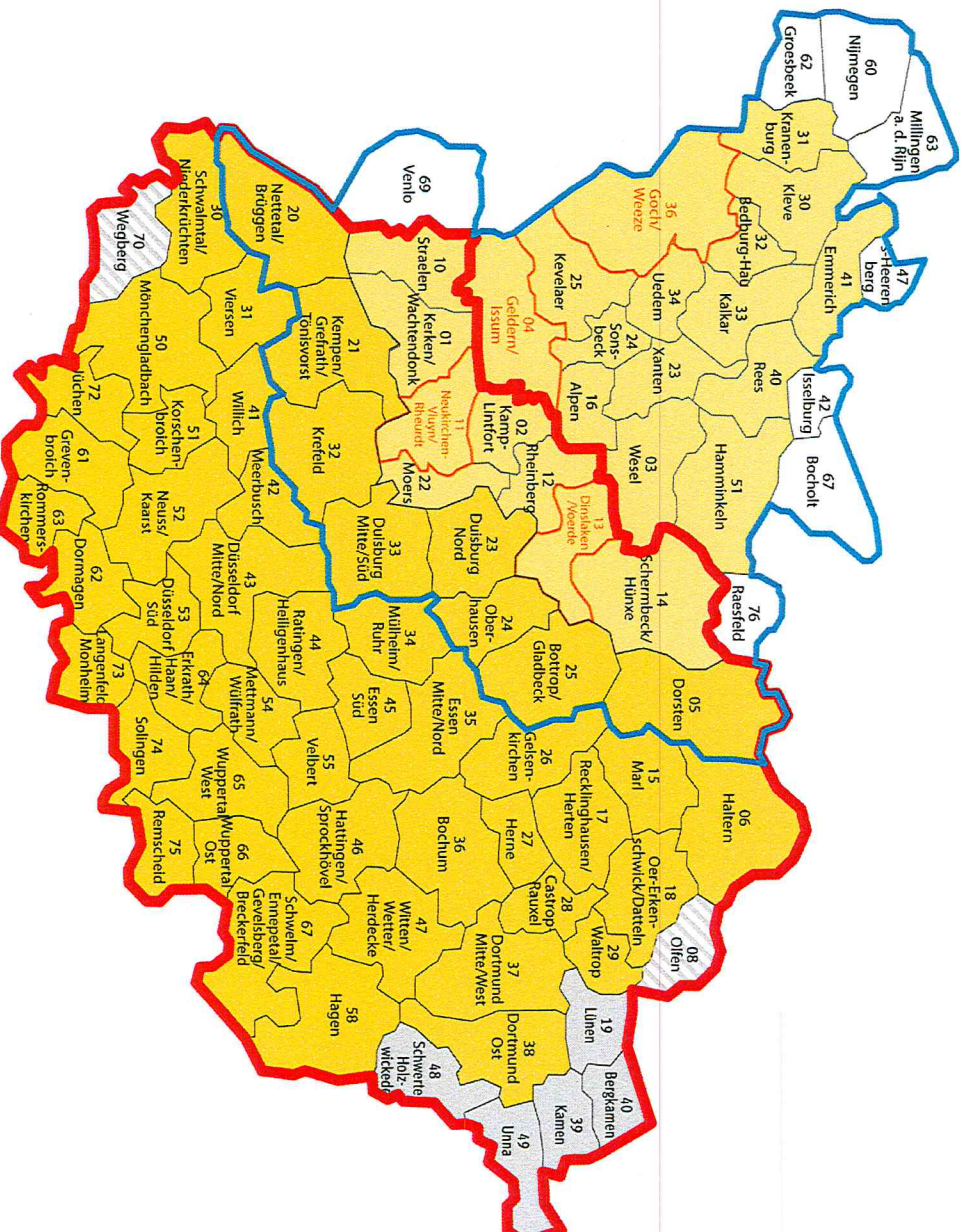 63
Millingen
a. d. Rijn
60
Nijmegen
62
Groesbeek
31
Kranen-
burg
30
Kleve
32
Bedburg-Hau
47
s-Heeren
berg
41
Emmerich
33
Kalkar
36
Goch/
Weeze
34
Uedem
25
Kevelaer
24
Sons-
beck
23
Xanten
40
Rees
42
Isselburg
67
Bocholt
51
Hamminkeln
03
Wesel
16
Alpen
04
Geldern/
Issum
76
Raesfeld
14
Schermbeck/
Hünxe
13
Dinslaken
/Voerde
12
Rheinberg
02
Kamp-
Lintfort
69
Venlo
10
Straelen
01
Kerken/
Wachtendonk
11
Neukirchen-
Vluyn/
Rheurdt
22
Moers
05
Dorsten
06
Haltern
20
Nettetal/
Brüggen
21
Kempen/
Grefrath/
Tönisvorst
32
Krefeld
33
Duisburg
Mitte/Süd
23
Duisburg
Nord
24
Ober-
hausen
25
Bottrop/
Gladbeck
15
Marl
17
Recklinghausen/
Herten
18
Oer-Erken-
schwick/Datteln
08
Olfen
26
Gelsen-
kirchen
27
Herne
28
Castrop
Rauxel
29
Waltrop
19
Lünen
40
Bergkamen
39
Kamen
49
Unna
48
Schwerte
Holz-
wickede
38
Dortmund
Ost
37
Dortmund
Mitte/West
36
Bochum
35
Essen
Mitte/Nord
34
Mülheim/
Ruhr
45
Essen
Süd
30
Schwalmtal/
Niederkrüchten
70
Wegberg
31
Viersen
41
Willich
42
Meerbusch
50
Mönchengladbach
51
Korschen-
broich
52
Neuss/
Kaarst
43
Düsseldorf
Mitte/Nord
44
Ratingen/
Heiligenhaus
55
Velbert
46
Hattingen/
Sprockhövel
47
Witten/
Wetter/
Herdecke
58
Hagen
67
Schwelm/
Ennepetal/
Gevelsberg/
Breckerfeld
66
Wuppertal
Ost
65
Wuppertal
West
54
Mettmann/
Wülfrath
64
Erkrath/
Haan/
Hilden
53
Düsseldorf
Süd
72
Jüchen
61
Greven-
broich
63
Rommers-
kirchen
62
Dormagen
73
Langenfeld
Monheim
74
Solingen
75
Remscheid